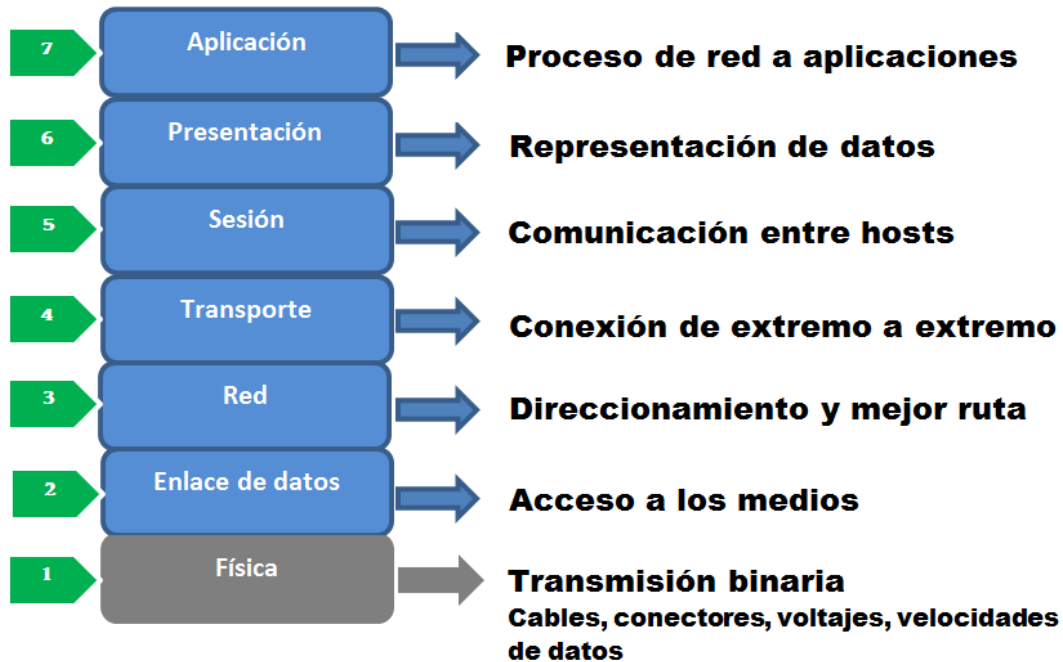 7
Aplicación
Proceso de red a aplicaciones
6
Presentación
Representación de datos
5
Sesión
Comunicación entre hosts
4
Transporte
Conexión de extremo a extremo
3
Red
Direccionamiento y mejor ruta
2
Enlace de datos
Acceso a los medios
1
Física
Transmisión binaria
Cables, conectores, voltajes, velocidades
de datos